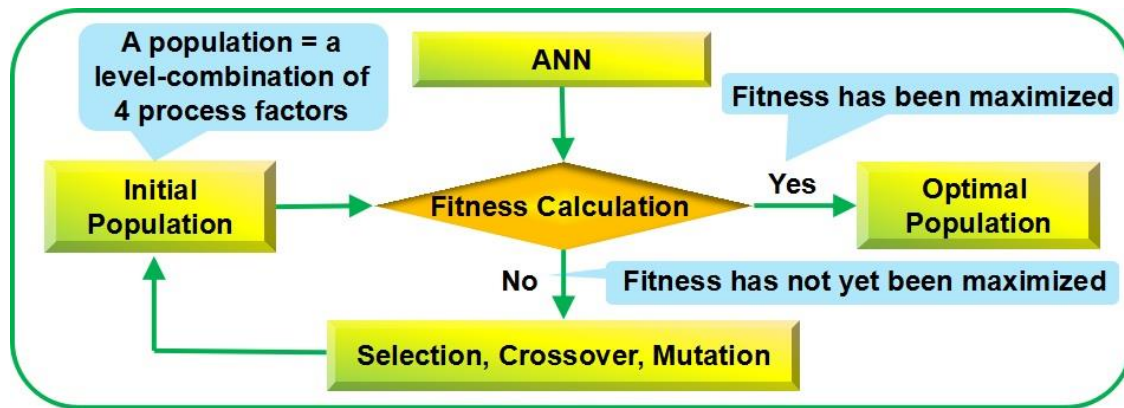 A population = a
level-combination of
4 process factors
ANN
Fitness has been maximized
Initial
Population
Fitness Calculation
Yes
Optimal
Population
No
Fitness has not yet been maximized
Selection, Crossover, Mutation